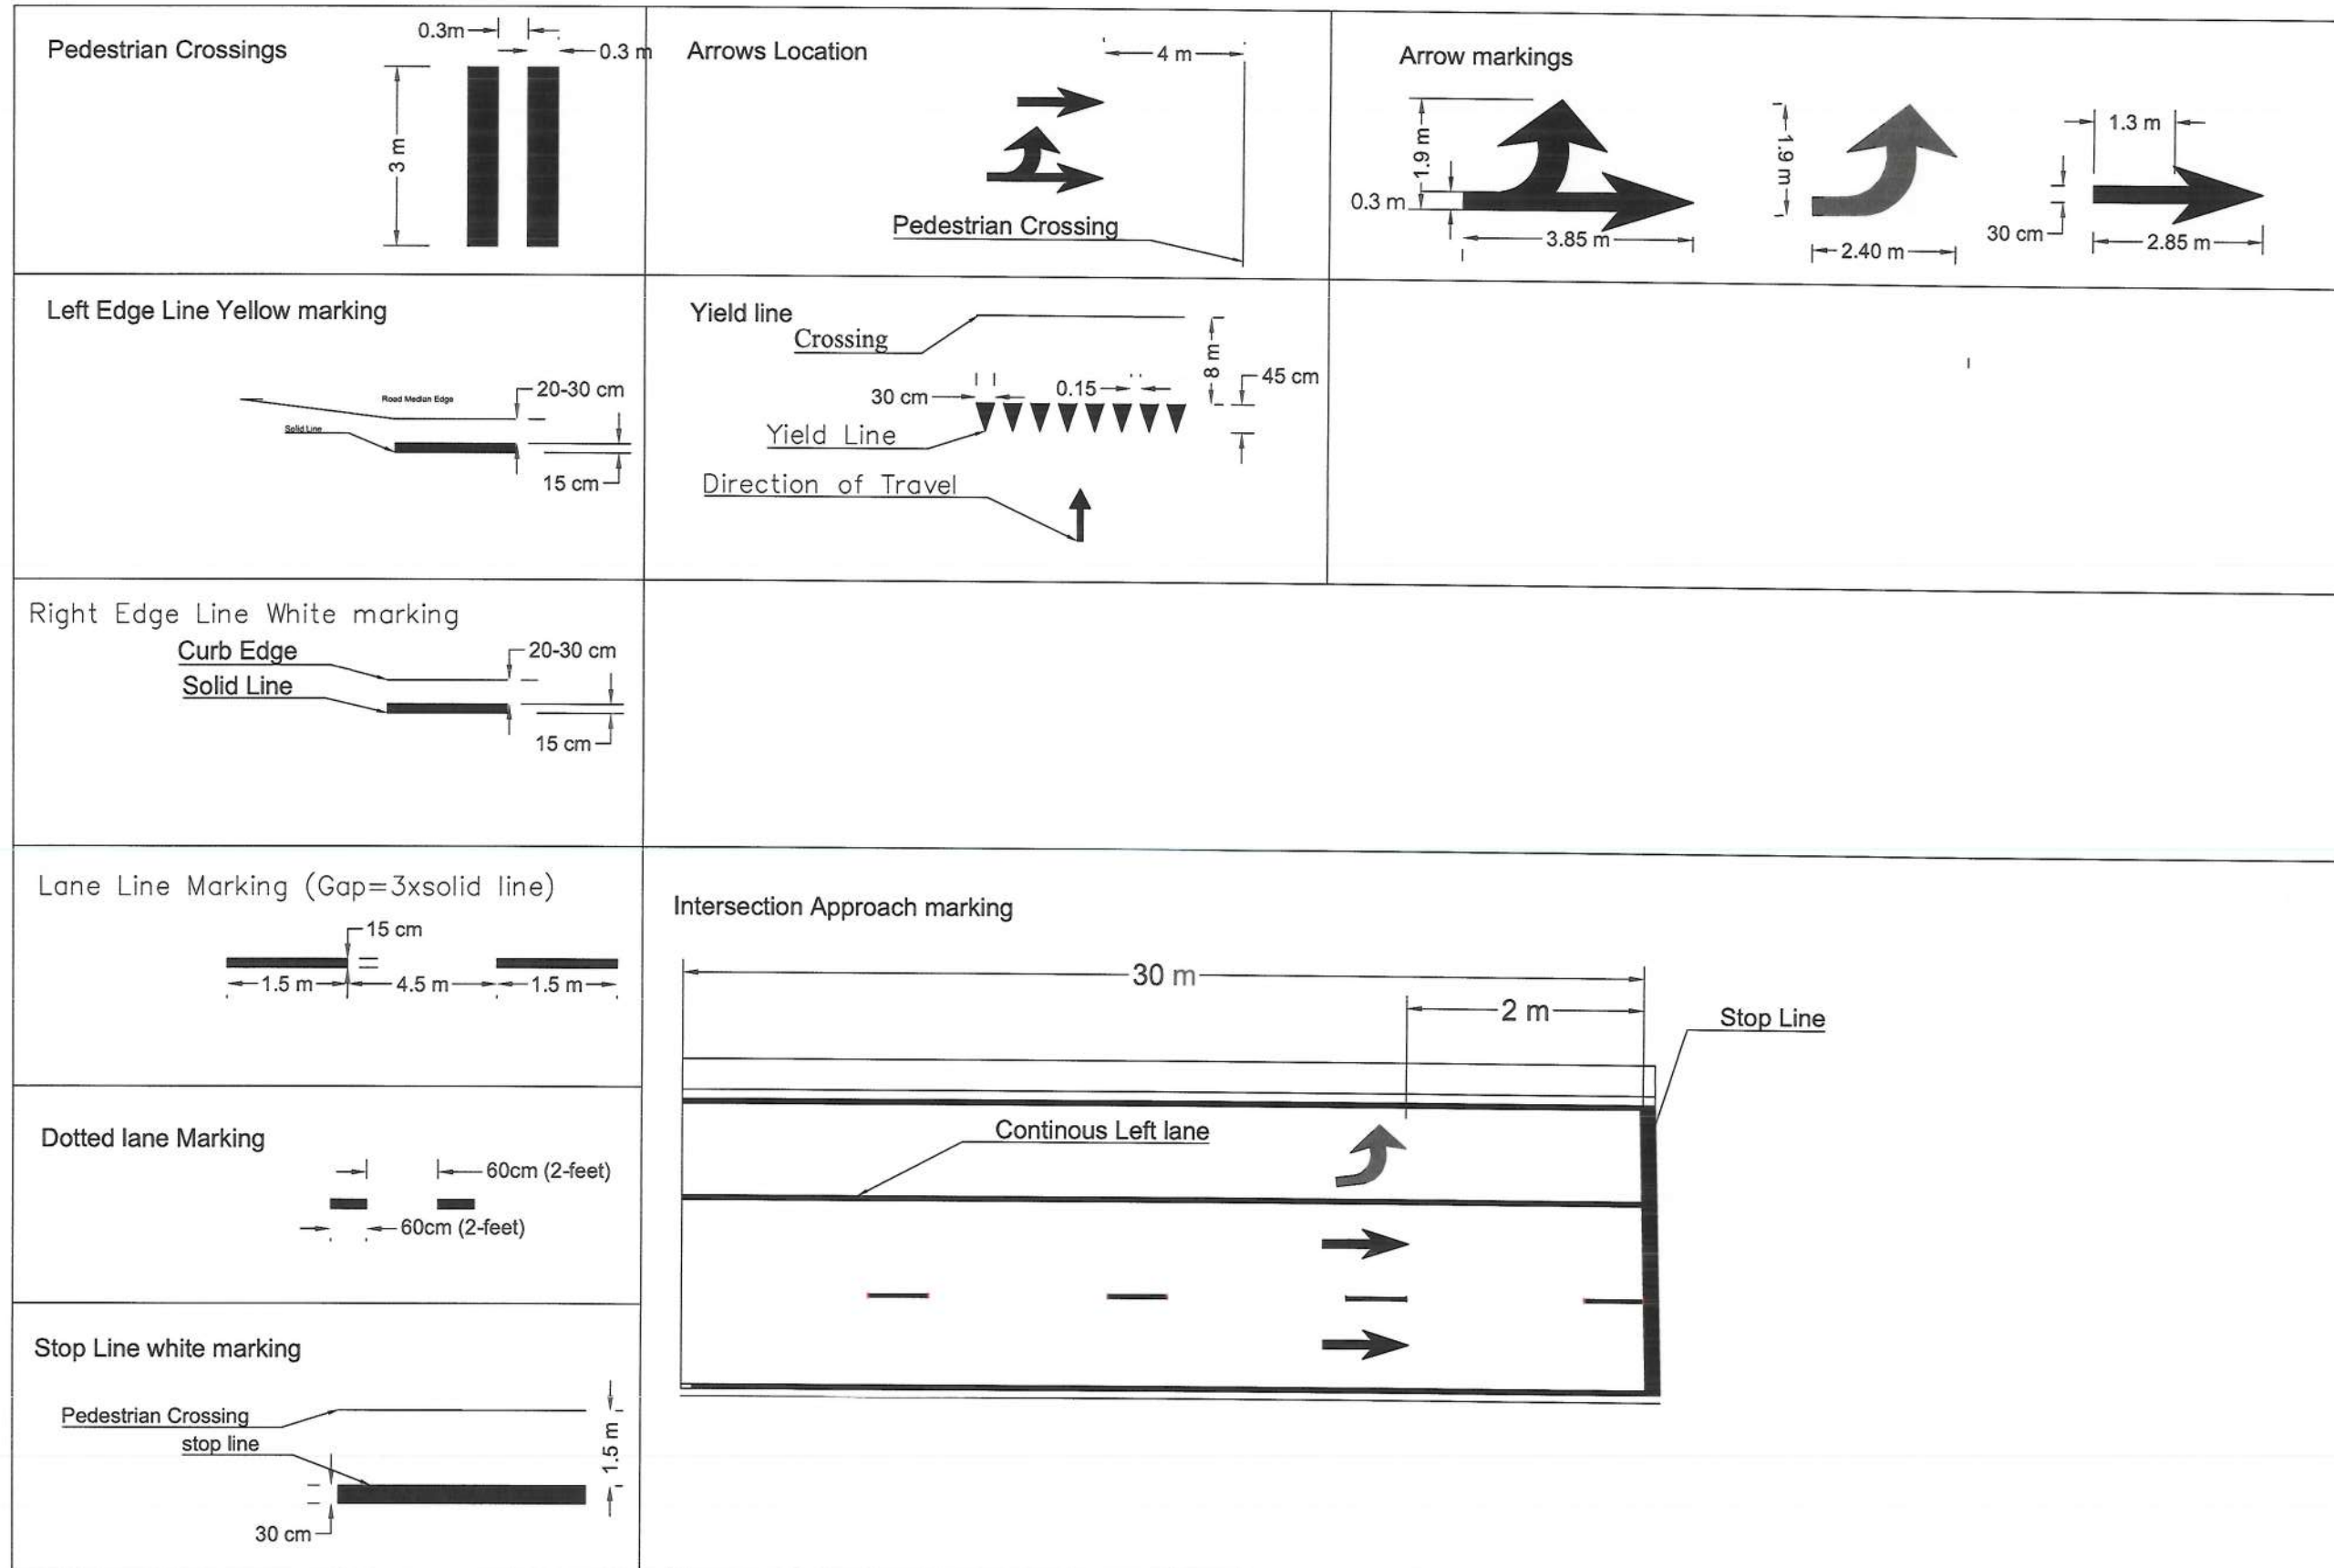 Pedestrian Crossings
0.3m
0.3 m
3 m
Arrows Location
4 m
Pedestrian Crossing
Arrow markings
1.9 m
0.3 m
3.85 m
1.9 m
2.40 m
1.3 m
30 cm
2.85 m
Left Edge Line Yellow marking
Road Median Edge
20-30 cm
Solid Line
15 cm
Yield line
Crossing
8 m
45 cm
30 cm
0.15
Yield Line
Direction of Travel
Right Edge Line White marking
Curb Edge
20-30 cm
Solid Line
15 cm
Lane Line Marking (Gap=3xsolid line)
15 cm
1.5 m
4.5 m
1.5 m
Intersection Approach marking
30 m
2 m
Stop Line
Continous Left lane
Dotted lane Marking
60cm (2-feet)
60cm (2-feet)
Stop Line white marking
Pedestrian Crossing
stop line
1.5 m
30 cm